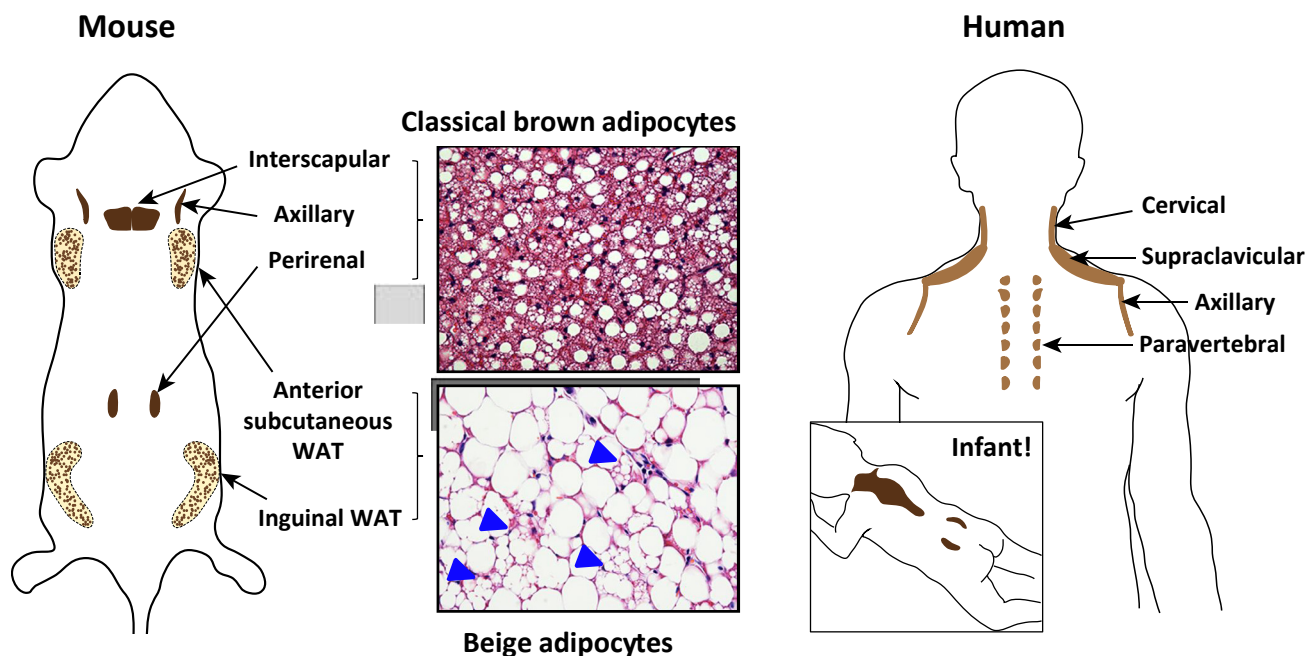 Mouse
Human
Classical brown adipocytes
Interscapular
Axillary
Perirenal
Anterior
subcutaneous
WAT
Inguinal WAT
Beige adipocytes
Cervical
Supraclavicular
Axillary
Paravertebral
Infant!